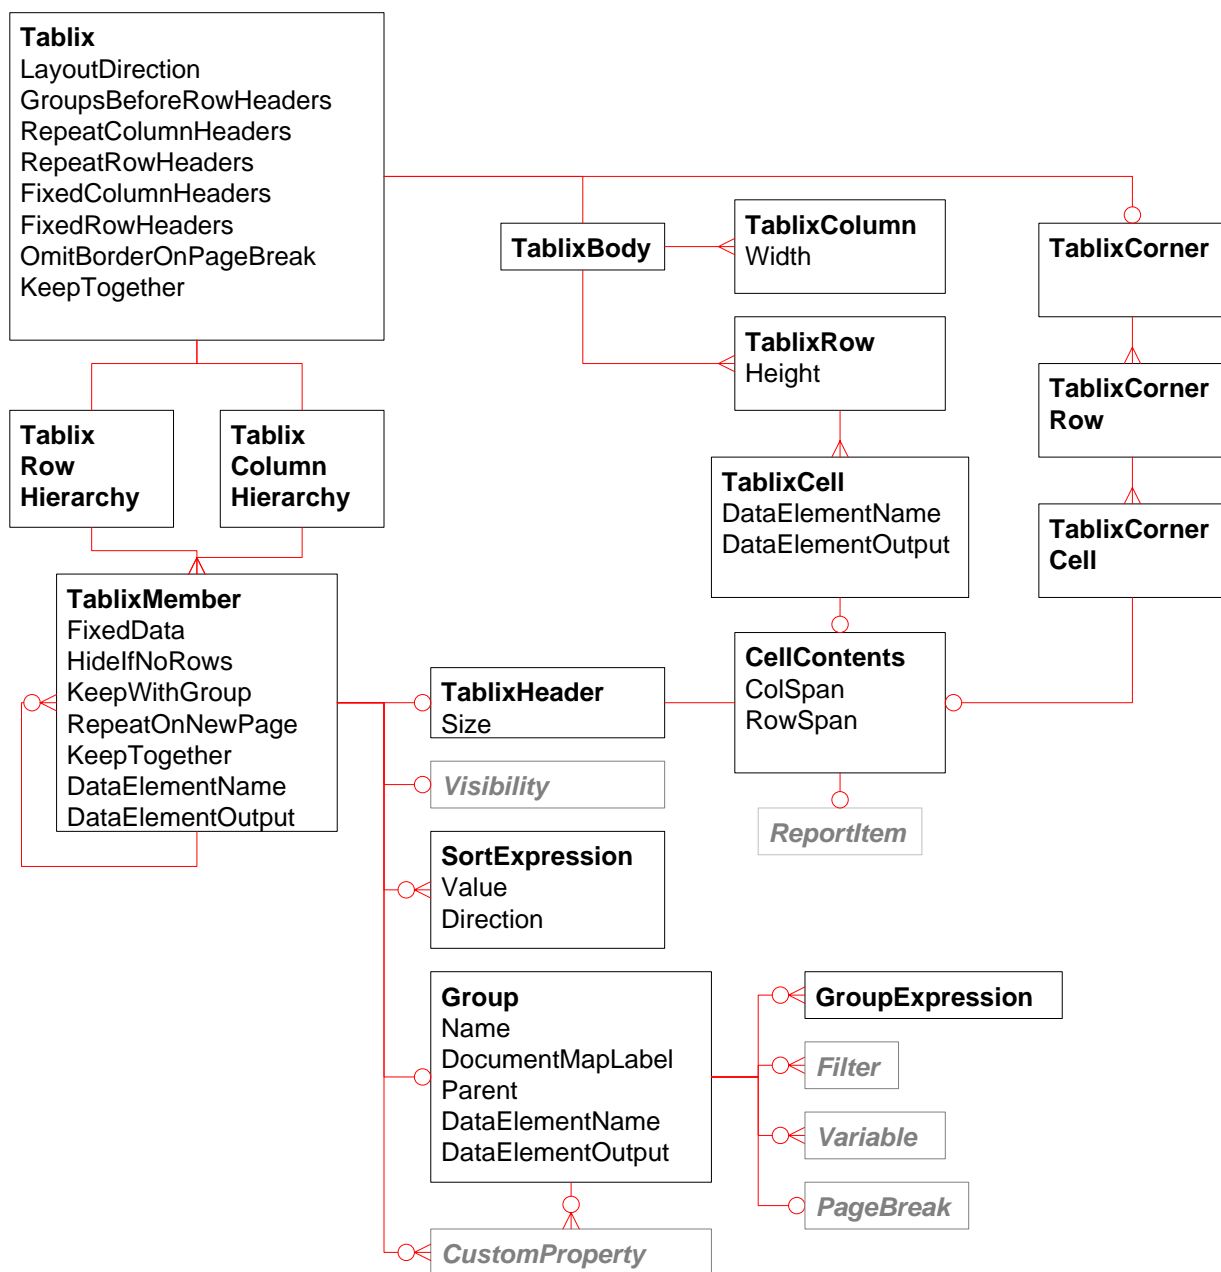 Tablix
LayoutDirection
GroupsBeforeRowHeaders
RepeatColumnHeaders
RepeatRowHeaders
FixedColumnHeaders
FixedRowHeaders
OmitBorderOnPageBreak
KeepTogether
TablixBody
TablixColumn
Width
TablixCorner
TablixRow
Height
TablixCorner
Row
Tablix
Row
Hierarchy
Tablix
Column
Hierarchy
TablixCell
DataElementName
DataElementOutput
TablixCorner
Cell
TablixMember
FixedData
HideIfNoRows
KeepWithGroup
RepeatOnNewPage
KeepTogether
DataElementName
DataElementOutput
TablixHeader
Size
CellContents
ColSpan
RowSpan
Visibility
ReportItem
SortExpression
Value
Direction
Group
Name
DocumentMapLabel
Parent
DataElementName
DataElementOutput
GroupExpression
Filter
Variable
PageBreak
CustomProperty